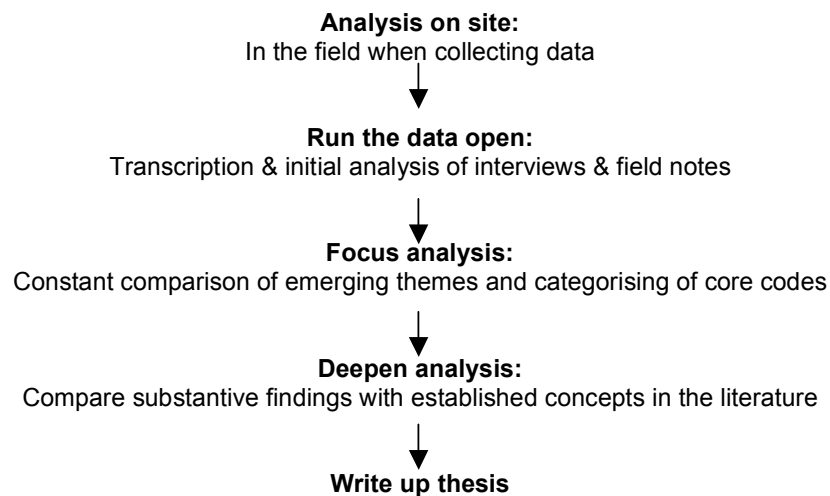 Analysis on site:
In the field when collecting data
Run the data open:
Transcription & initial analysis of interviews & field notes
Focus analysis:
Constant comparison of emerging themes and categorising of core codes
Deepen analysis:
Compare substantive findings with established concepts in the literature
Write up thesis